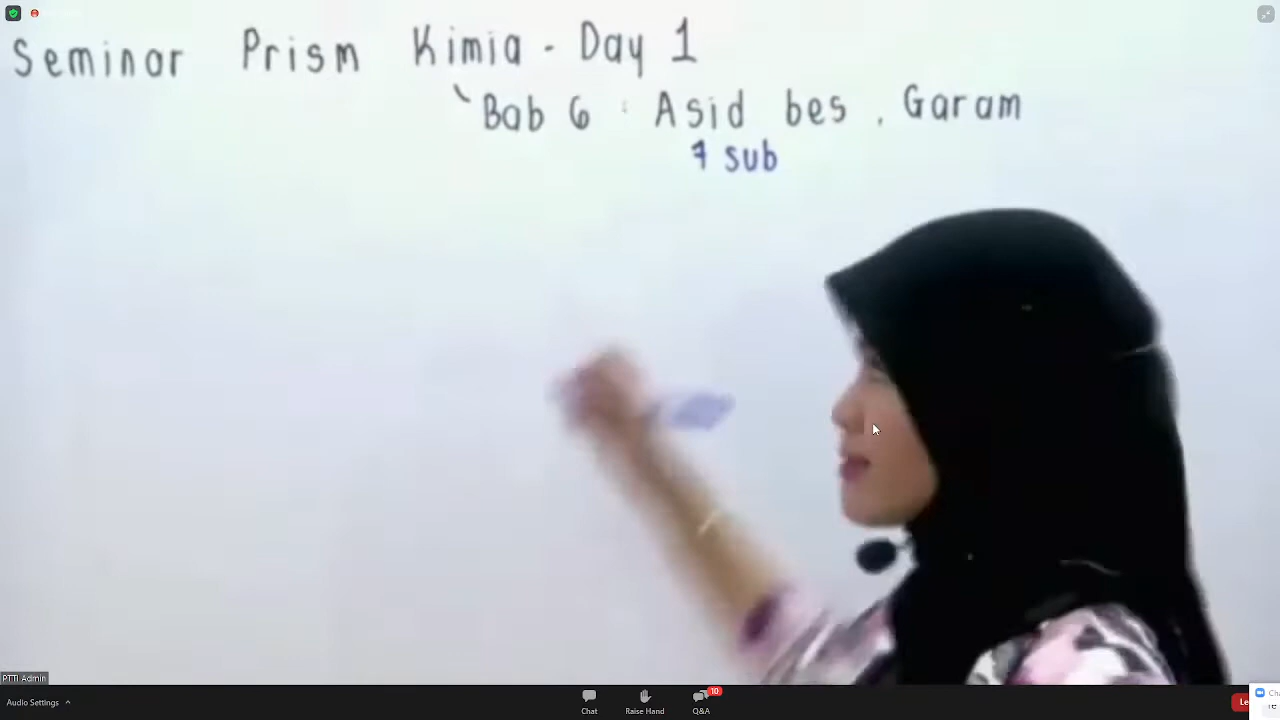 Seminar Prism Kimia - Day 1
Bab 6 : Asid bes, Garam
7 sub
PTTI Admin
Audio Settings
Chat
Raise Hand
10
Q&A